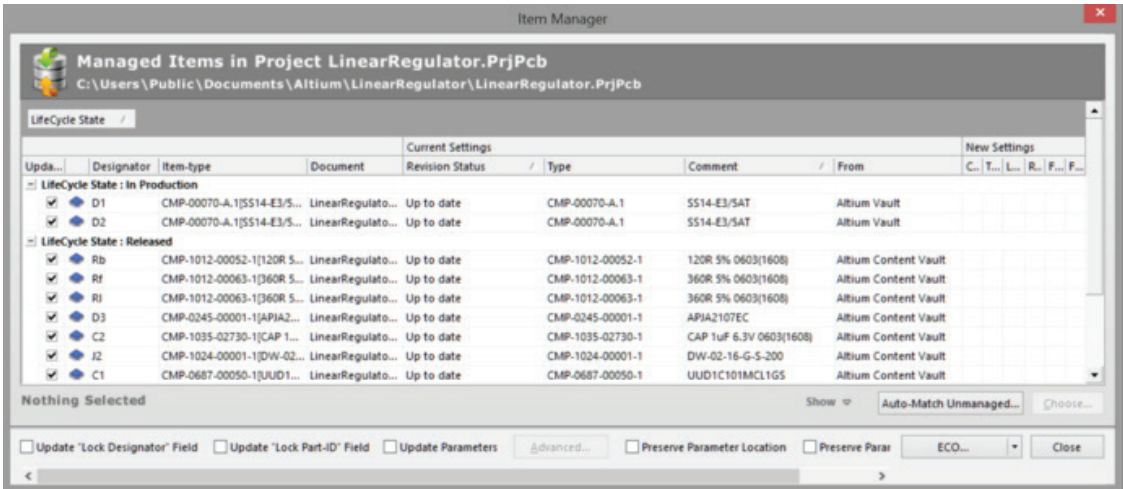 Item Manager
Managed Items in Project LinearRegulator.PrjPcb
C:\Users\Public\Documents\Altium\LinearRegulator\LinearRegulator.PrjPcb
LifeCycle State
Current Settings New Settings
Upda... Designator Item-type Document Revision Status Type Comment From C... T... L... R... F... F...
LifeCycle State : In Production
D1 CMP-00070-A.1[SS14-E3/5... LinearRegulato... Up to date CMP-00070-A.1 SS14-E3/5AT Altium Vault
D2 CMP-00070-A.1[SS14-E3/5... LinearRegulato... Up to date CMP-00070-A.1 SS14-E3/5AT Altium Vault
LifeCycle State : Released
Rb CMP-1012-00052-1[120R 5... LinearRegulato... Up to date CMP-1012-00052-1 120R 5% 0603(1608) Altium Content Vault
Rf CMP-1012-00063-1[360R 5... LinearRegulato... Up to date CMP-1012-00063-1 360R 5% 0603(1608) Altium Content Vault
RJ CMP-1012-00063-1[360R 5... LinearRegulato... Up to date CMP-1012-00063-1 360R 5% 0603(1608) Altium Content Vault
D3 CMP-0245-00001-1[APJA2... LinearRegulato... Up to date CMP-0245-00001-1 APJA2107EC Altium Content Vault
C2 CMP-1035-02730-1[CAP 1... LinearRegulato... Up to date CMP-1035-02730-1 CAP 1uF 6.3V 0603(1608) Altium Content Vault
J2 CMP-1024-00001-1[DW-02... LinearRegulato... Up to date CMP-1024-00001-1 DW-02-16-G-S-200 Altium Content Vault
C1 CMP-0687-00050-1[UUD1... LinearRegulato... Up to date CMP-0687-00050-1 UUD1C101MCL1GS Altium Content Vault
Nothing Selected Show Auto-Match Unmanaged... Choose...
Update "Lock Designator" Field Update "Lock Part-ID" Field Update Parameters Advanced... Preserve Parameter Location Preserve Parar ECO... Close